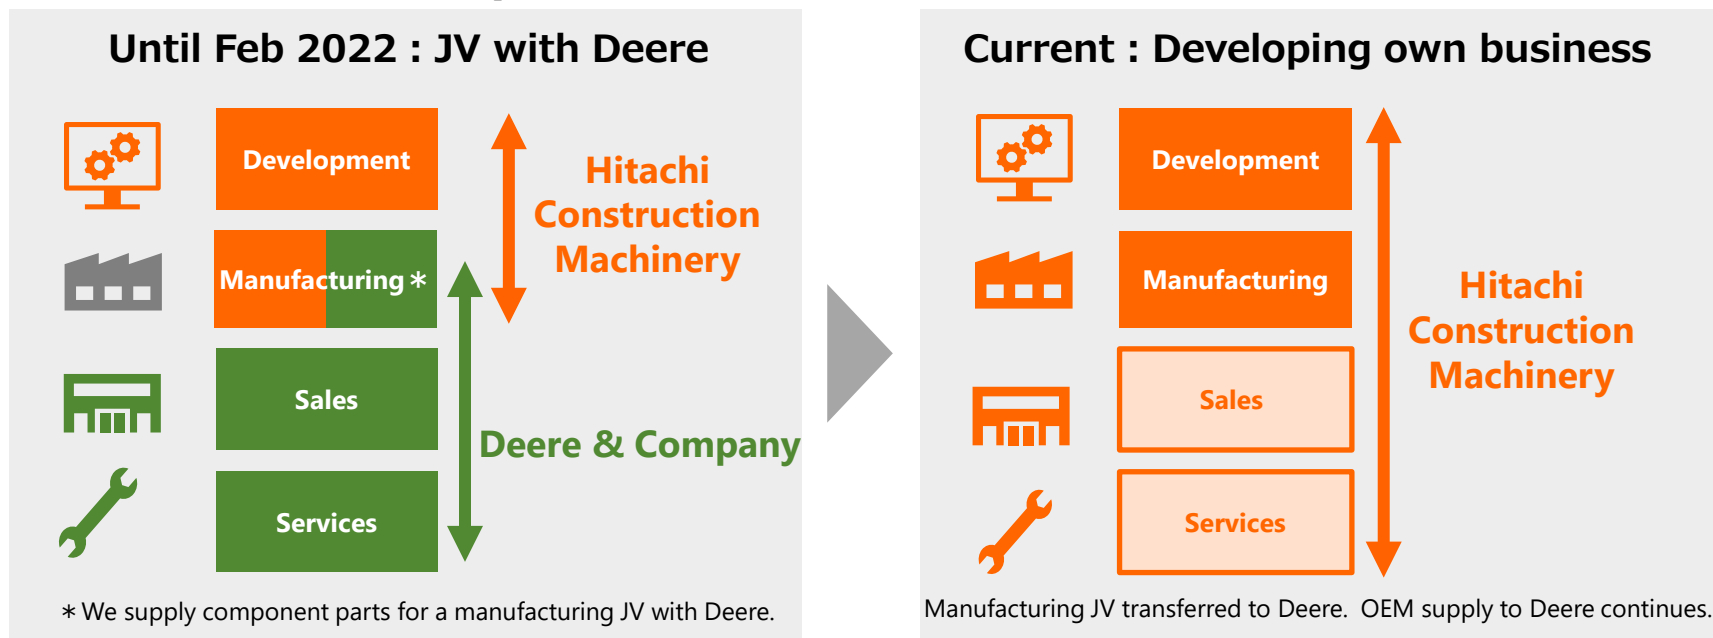 Until Feb 2022 : JV with Deere
Development
Hitachi
Construction
Machinery
Manufacturing＊
Sales
Deere & Company
Services
＊We supply component parts for a manufacturing JV with Deere.
Current : Developing own business
Development
Manufacturing
Hitachi
Construction
Machinery
Sales
Services
Manufacturing JV transferred to Deere. OEM supply to Deere continues.